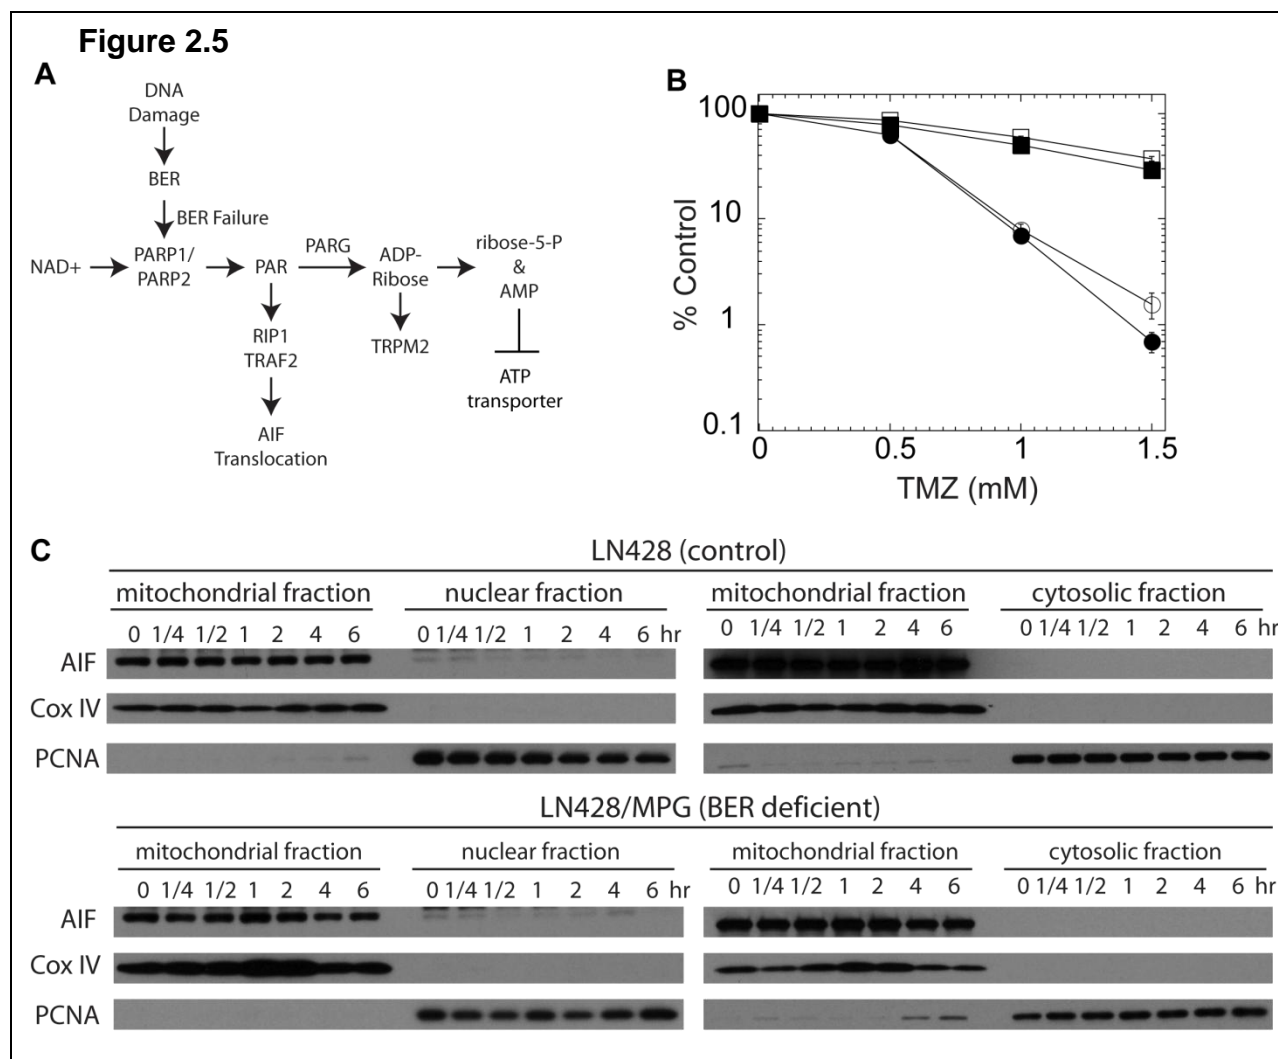 Figure 2.5
A
DNA
Damage
BER
BER Failure
NAD+
PARP1/
PARP2
PAR
PARG
ADP-
Ribose
ribose-5-P
&
AMP
RIP1
TRAF2
TRPM2
ATP
transporter
AIF
Translocation
B
% Control
100
10
1
0.1
0 0.5 1 1.5
TMZ (mM)
C
LN428 (control)
mitochondrial fraction nuclear fraction mitochondrial fraction cytosolic fraction
0 1/4 1/2 1 2 4 6 0 1/4 1/2 1 2 4 6 hr 0 1/4 1/2 1 2 4 6 0 1/4 1/2 1 2 4 6 hr
AIF
Cox IV
PCNA
LN428/MPG (BER deficient)
mitochondrial fraction nuclear fraction mitochondrial fraction cytosolic fraction
0 1/4 1/2 1 2 4 6 0 1/4 1/2 1 2 4 6 hr 0 1/4 1/2 1 2 4 6 0 1/4 1/2 1 2 4 6 hr
AIF
Cox IV
PCNA